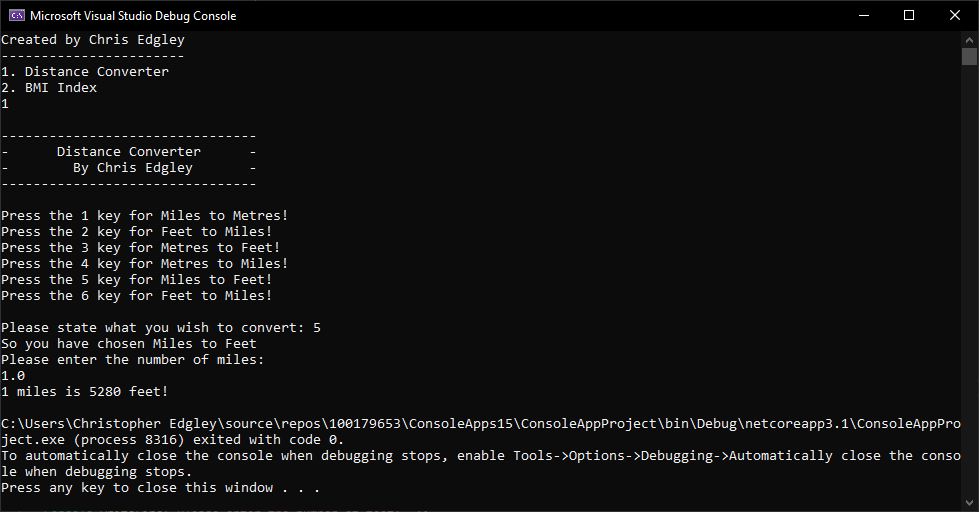 Microsoft Visual Studio Debug Console
Created by Chris Edgley
-----------------------
1. Distance Converter
2. BMI Index
1
--------------------------------
-      Distance Converter      -
-        By Chris Edgley       -
--------------------------------
Press the 1 key for Miles to Metres!
Press the 2 key for Feet to Miles!
Press the 3 key for Metres to Feet!
Press the 4 key for Metres to Miles!
Press the 5 key for Miles to Feet!
Press the 6 key for Feet to Miles!
Please state what you wish to convert: 5
So you have chosen Miles to Feet
Please enter the number of miles:
1.0
1 miles is 5280 feet!
C:\Users\Christopher Edgley\source\repos\100179653\ConsoleApps15\ConsoleAppProject\bin\Debug\netcoreapp3.1\ConsoleAppPro
ject.exe (process 8316) exited with code 0.
To automatically close the console when debugging stops, enable Tools->Options->Debugging->Automatically close the conso
le when debugging stops.
Press any key to close this window . . .